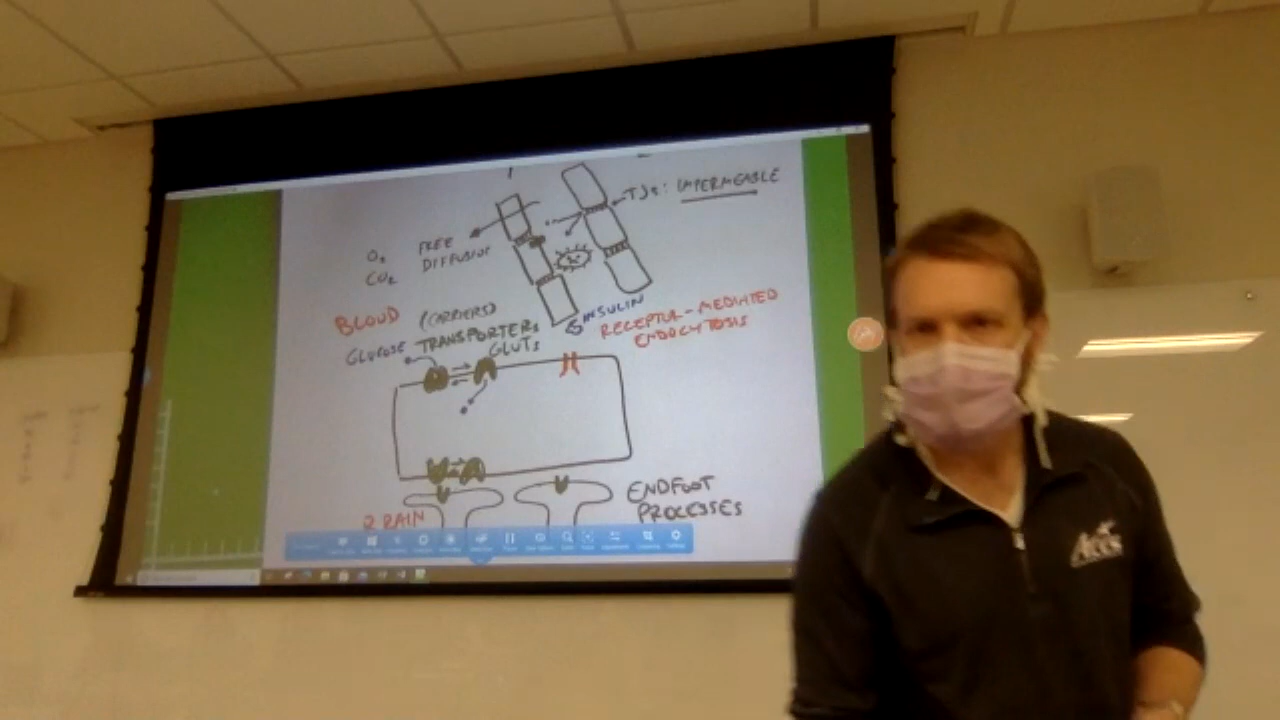 TJs: IMPERMEABLE
O₂ FREE
CO₂ DIFFUSION
INSULIN
RECEPTOR-MEDIATED
ENDOCYTOSIS
BLOOD (CARRIERS)
GLUCOSE TRANSPORTERS
GLUTs
ENDFOOT
PROCESSES
BRAIN